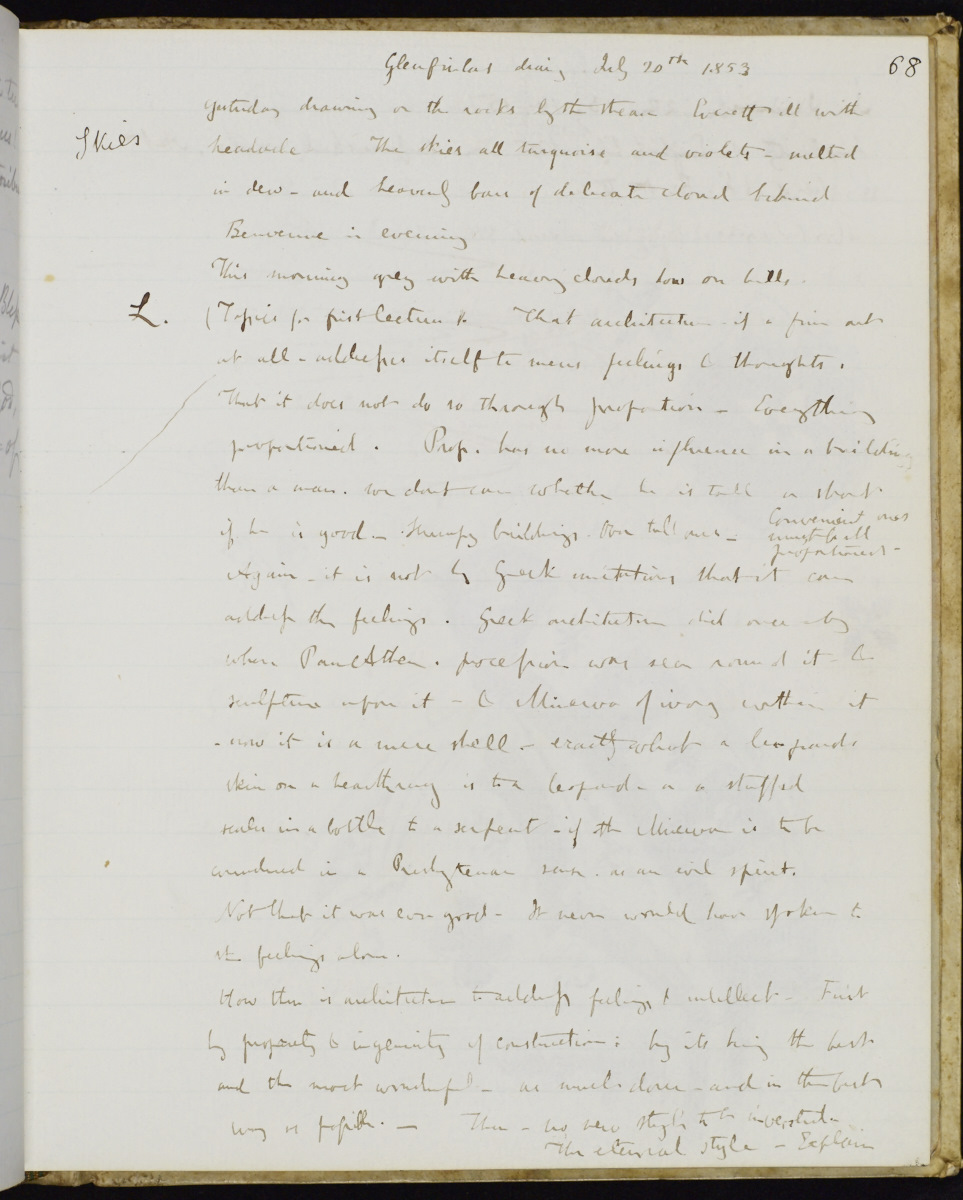 68
Glenfinlas diary July 20th 1853
yesterday drawing on the rocks by the stream Everett ill with
Skies
headache The skies all turquoise and violets - melted
in dew - and heavenly bars of delicate cloud behind
Benvenue in evening
This morning grey with heavy clouds low on hills.
L.
(Topics for first lecture. That architecture - if a fine art
at all - addresses itself to mens feelings & thoughts.
That it does not do so through proportion - Everything
proportioned. Prop. has no more influence in a building
than a man. we dont care whether he is tall or short
if he is good - Stumpy buildings. tall ones -
Convenient ones
must be all
proportioned -
Again - it is not by Greek imitations that it can
address the feelings. Greek architecture did once
when Panathen. procession was seen round it - &
sculpture upon it - & Minerva of ivory within it
- now it is a mere shell - exactly what a leopards
skin on a hearthrug is to a leopard - or a stuffed
in a bottle to a serpent - if the Minerva is to be
considered in a Presbyterian sense. as an evil spirit.
Not that it was ever good - It never would have spoken to
the feelings alone.
How then is architecture to address feelings & intellect - First
by propriety & ingenuity of construction: by its being the best
and the most wonderful - as much done - and in the best
way as possible. — Then - no new style to be invented -
The eternal style - Explain